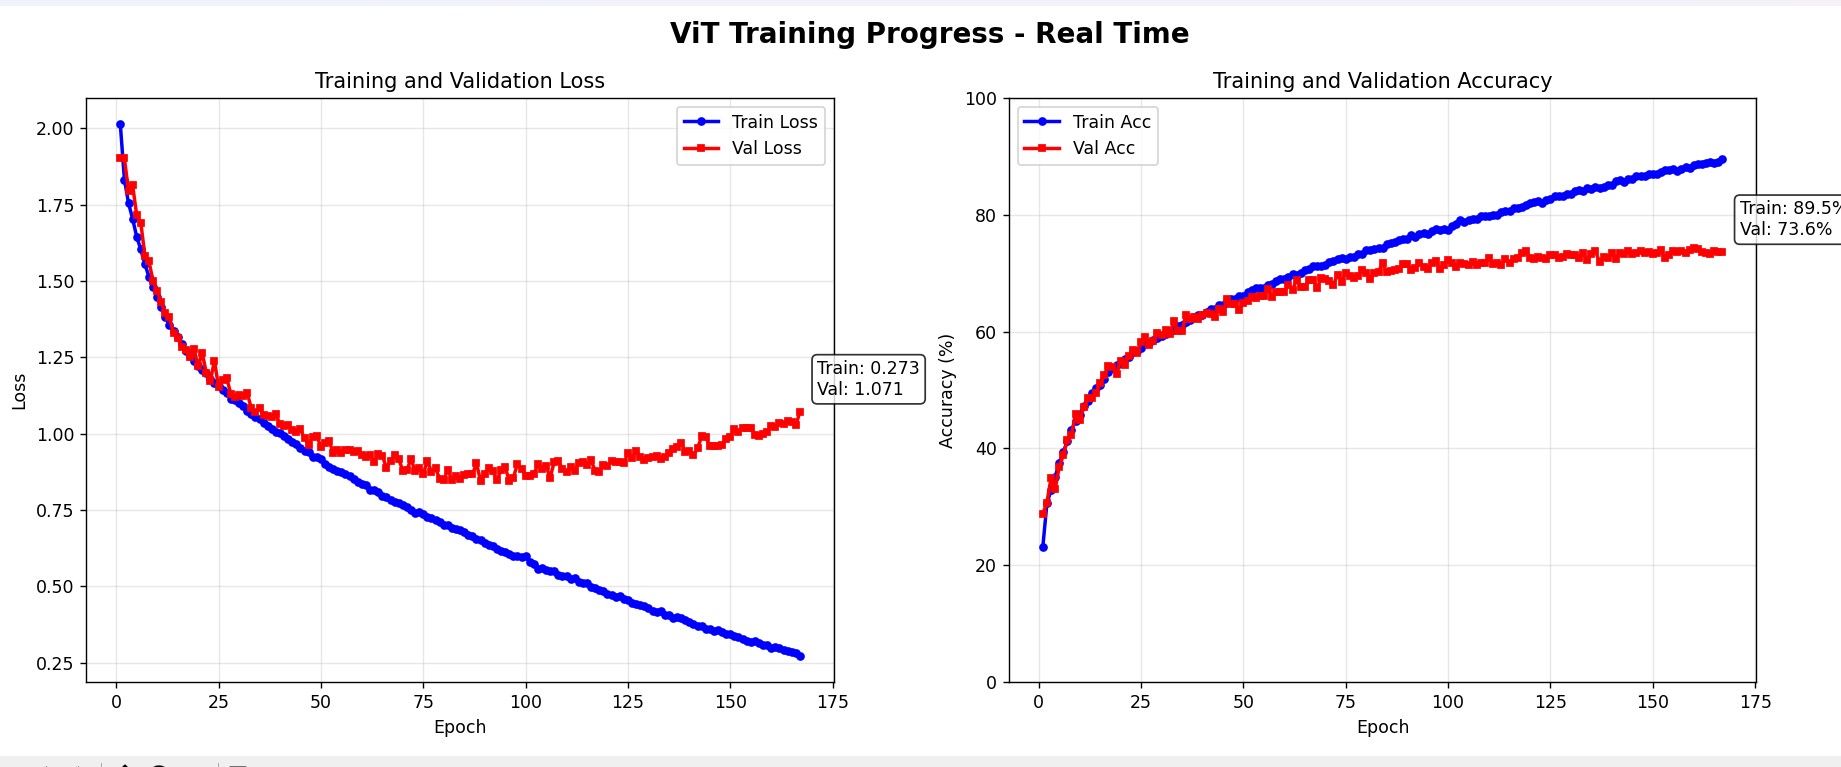 ViT Training Progress - Real Time
Training and Validation Loss
2.00
1.75
1.50
1.25
1.00
0.75
0.50
0.25
Loss
0 25 50 75 100 125 150 175
Epoch
Train Loss
Val Loss
Train: 0.273
Val: 1.071
Training and Validation Accuracy
100
80
60
40
20
0
Accuracy (%)
0 25 50 75 100 125 150 175
Epoch
Train Acc
Val Acc
Train: 89.5%
Val: 73.6%